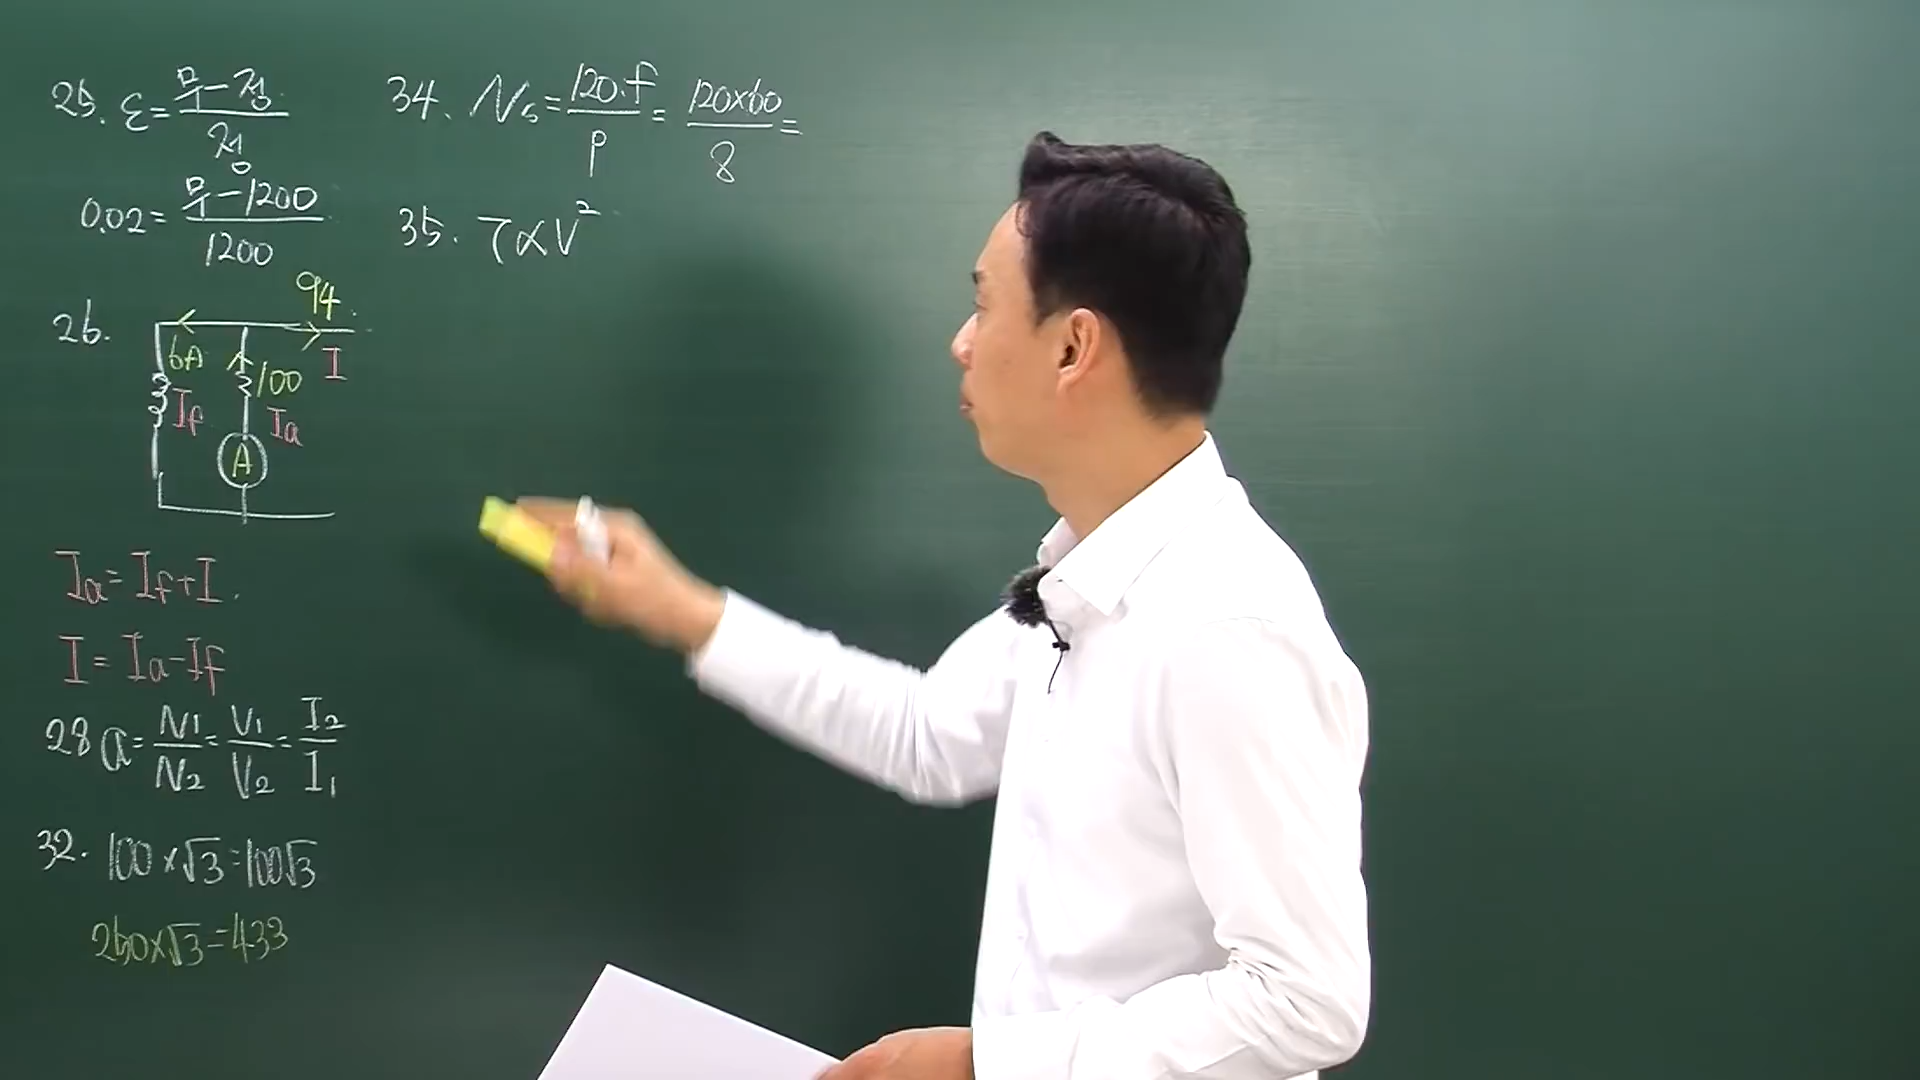 25. ε = 무-정 / 정
0.02 = 무-1200 / 1200
26.
94
6A
I
100
If
Ia
A
Ia = If + I.
I = Ia - If
28 a = N1/N2 = V1/V2 = I2/I1
32. 100 × √3 = 100√3
250×√3 = 433
34. Ns = 120.f / P = 120×60 / 8 =
35. τ ∝ V²